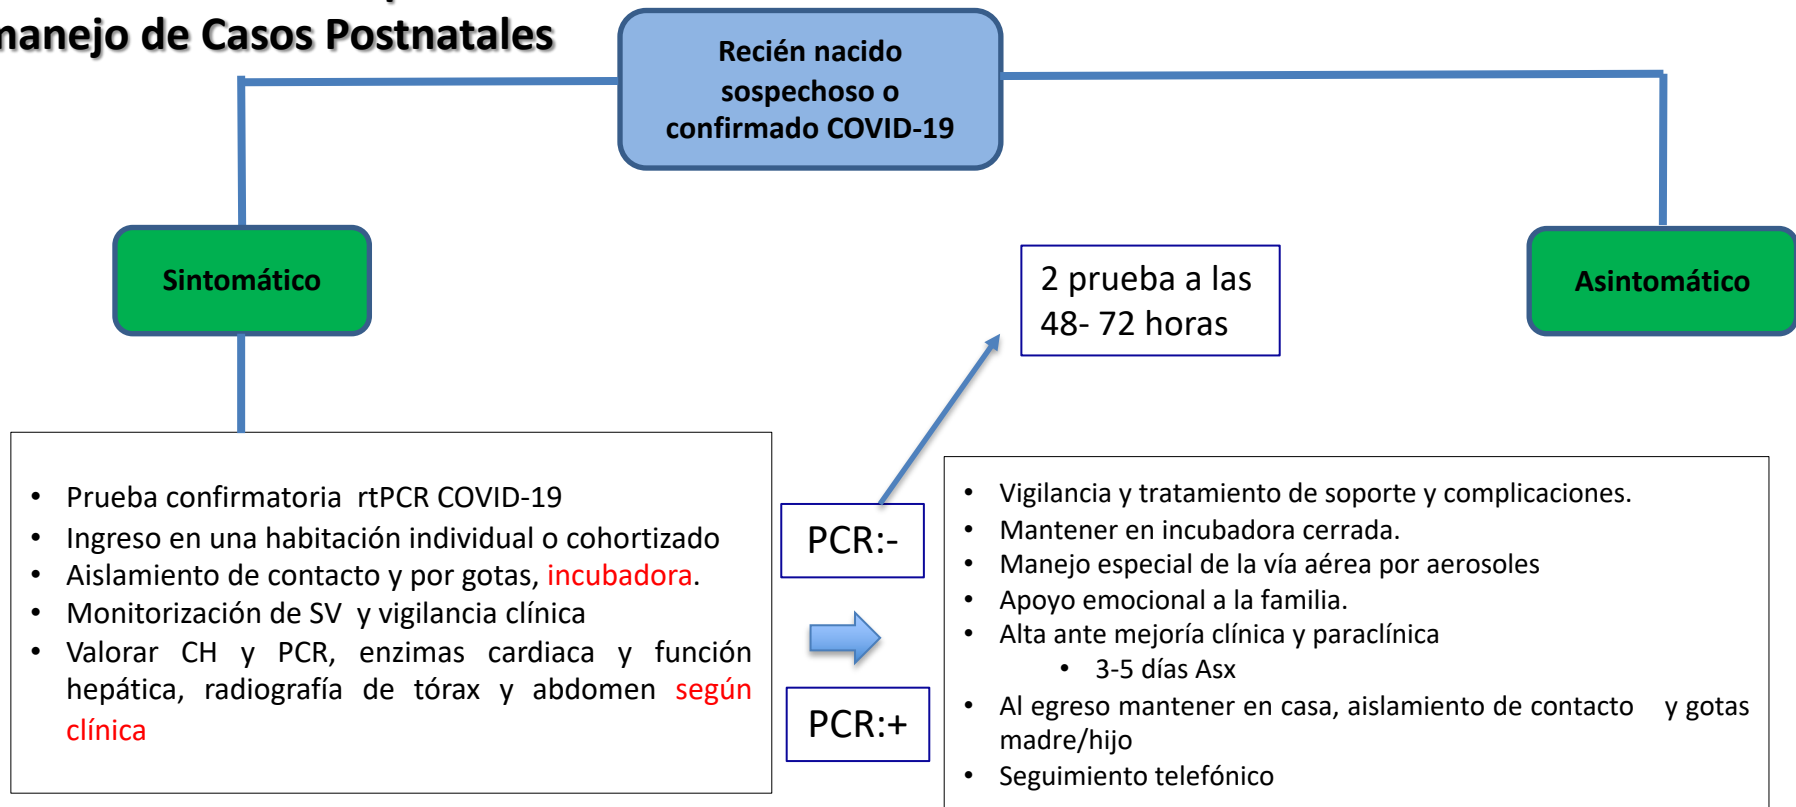 manejo de Casos Postnatales
Recién nacido
sospechoso o
confirmado COVID-19
Sintomático
Asintomático
2 prueba a las
48- 72 horas
• Prueba confirmatoria rtPCR COVID-19
• Ingreso en una habitación individual o cohortizado
• Aislamiento de contacto y por gotas, incubadora.
• Monitorización de SV y vigilancia clínica
• Valorar CH y PCR, enzimas cardiaca y función
hepática, radiografía de tórax y abdomen según
clínica
PCR:-
PCR:+
• Vigilancia y tratamiento de soporte y complicaciones.
• Mantener en incubadora cerrada.
• Manejo especial de la vía aérea por aerosoles
• Apoyo emocional a la familia.
• Alta ante mejoría clínica y paraclínica
• 3-5 días Asx
• Al egreso mantener en casa, aislamiento de contacto y gotas
madre/hijo
• Seguimiento telefónico